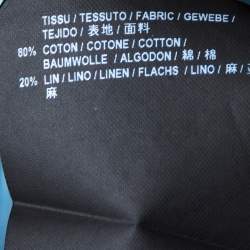 TISSU / TESSUTO / FABRIC / GEWEBE /
TEJIDO / 表地 / 面料
80% COTON / COTONE / COTTON /
BAUMWOLLE / ALGODON / 綿 / 棉
20% LIN / LINO / LINEN / FLACHS / LINO / 麻 /
麻